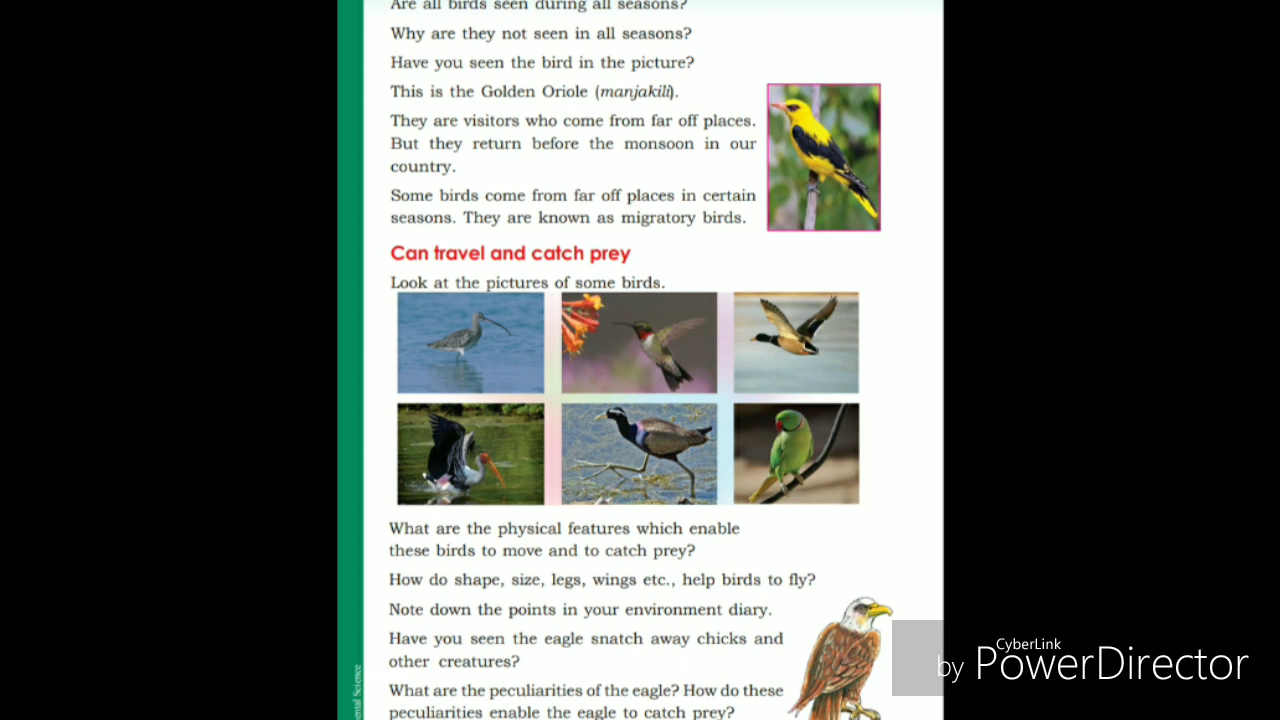 Are all birds seen during all seasons?
Why are they not seen in all seasons?
Have you seen the bird in the picture?
This is the Golden Oriole (manjakili).
They are visitors who come from far off places.
But they return before the monsoon in our
country.
Some birds come from far off places in certain
seasons. They are known as migratory birds.
Can travel and catch prey
Look at the pictures of some birds.
What are the physical features which enable
these birds to move and to catch prey?
How do shape, size, legs, wings etc., help birds to fly?
Note down the points in your environment diary.
Have you seen the eagle snatch away chicks and
other creatures?
What are the peculiarities of the eagle? How do these
peculiarities enable the eagle to catch prey?
ental Science
CyberLink
by PowerDirector